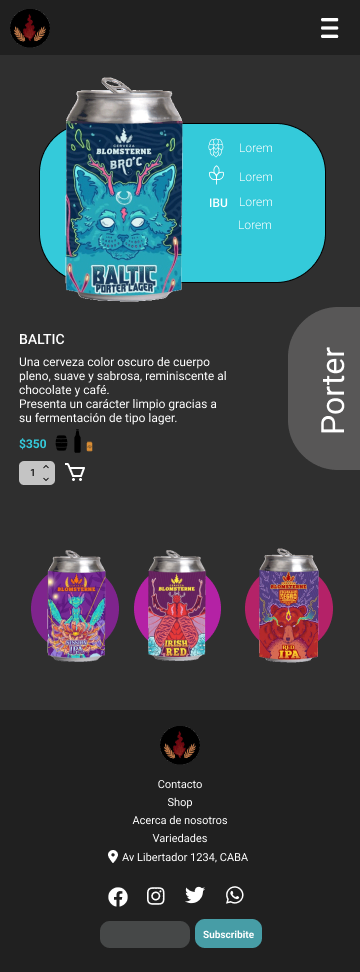 CERVEZA
BLOMSTERNE
BRO'C
BALTIC
PORTER LAGER
Lorem
Lorem
IBU Lorem
Lorem
Porter
BALTIC
Una cerveza color oscuro de cuerpo
pleno, suave y sabrosa, reminiscente al
chocolate y café.
Presenta un carácter limpio gracias a
su fermentación de tipo lager.
$350
1
BLOMSTERNE
BLOMSTERNE
IRISH
RED
RED
IPA
Contacto
Shop
Acerca de nosotros
Variedades
Av Libertador 1234, CABA
Subscribite